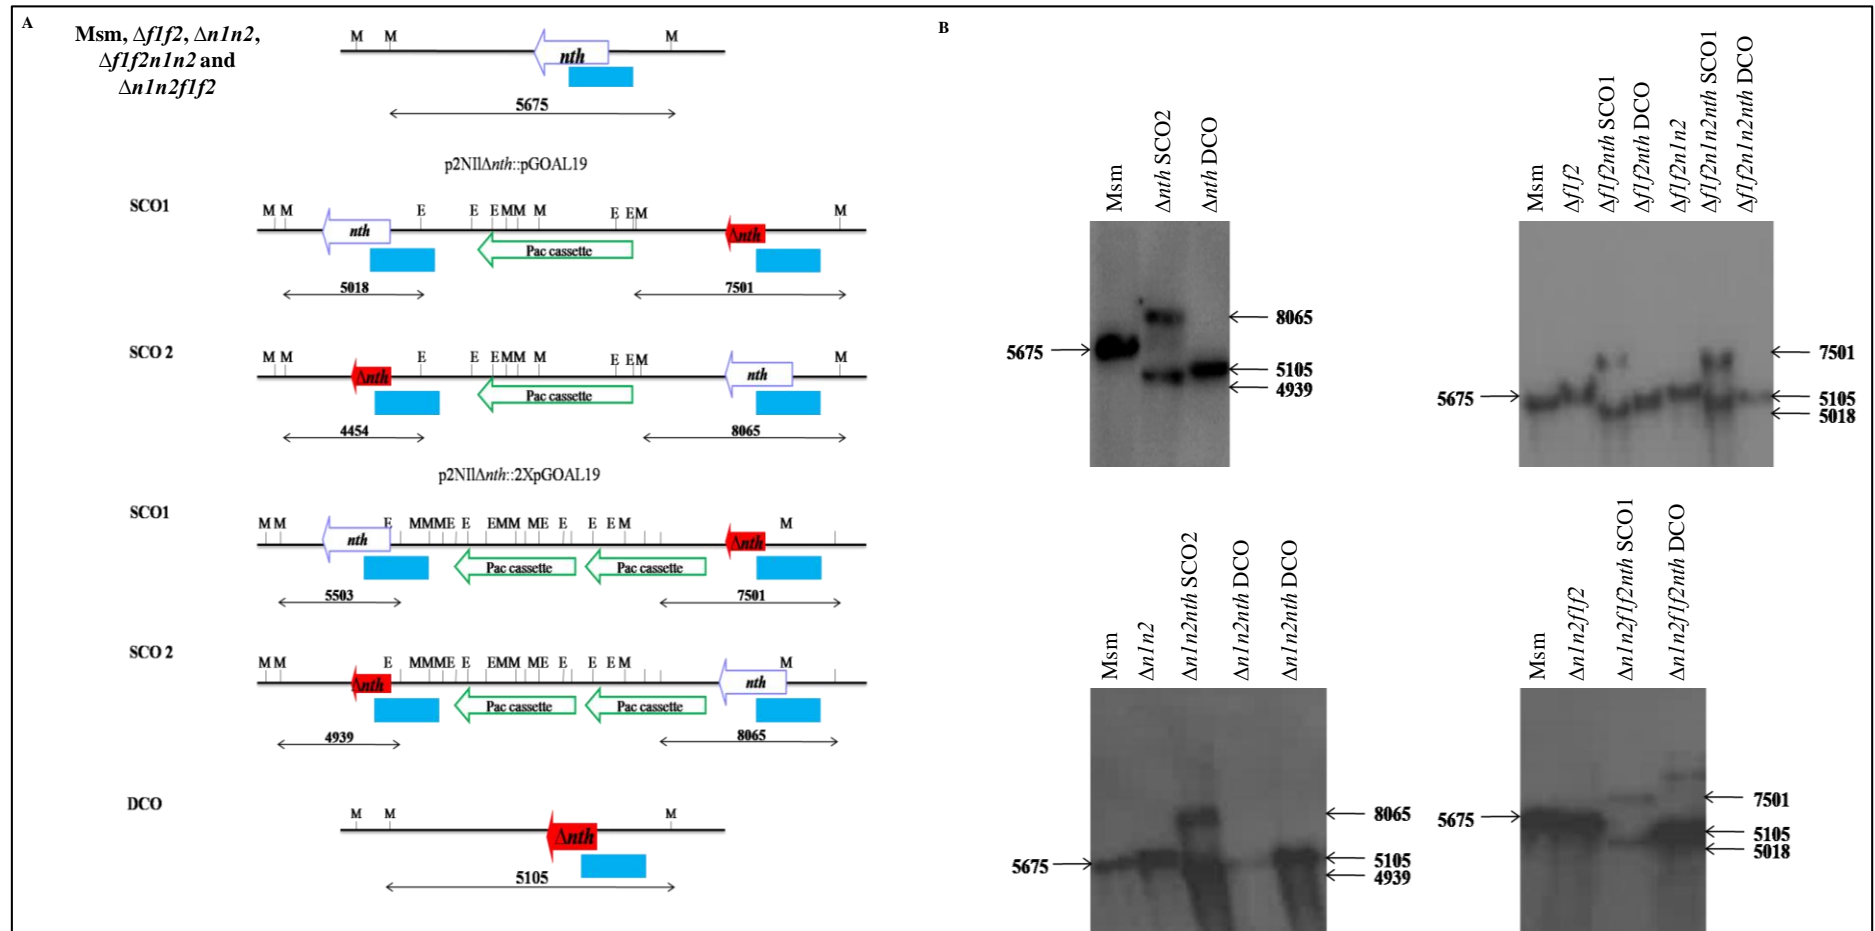 A
Msm, Δf1f2, Δn1n2,
Δf1f2n1n2 and
Δn1n2f1f2
M M M
nth
5675
p2NIlΔnth::pGOAL19
SCO1
M M E E E M M M E E M M
nth
Pac cassette
Δnth
5018
7501
SCO 2
M M E E E M M M E E M M
Δnth
Pac cassette
nth
4454
8065
p2NIlΔnth::2XpGOAL19
SCO1
M M E MMME E EMM ME E E E M M
nth
Pac cassette
Pac cassette
Δnth
5503
7501
SCO 2
M M E MMME E EMM ME E E E M M
Δnth
Pac cassette
Pac cassette
nth
4939
8065
DCO
M M M
Δnth
5105
B
Msm
Δnth SCO2
Δnth DCO
5675
8065
5105
4939
Msm
Δf1f2
Δf1f2nth SCO1
Δf1f2nth DCO
Δf1f2n1n2
Δf1f2n1n2nth SCO1
Δf1f2n1n2nth DCO
5675
7501
5105
5018
Msm
Δn1n2
Δn1n2nth SCO2
Δn1n2nth DCO
Δn1n2nth DCO
5675
8065
5105
4939
Msm
Δn1n2f1f2
Δn1n2f1f2nth SCO1
Δn1n2f1f2nth DCO
5675
7501
5105
5018